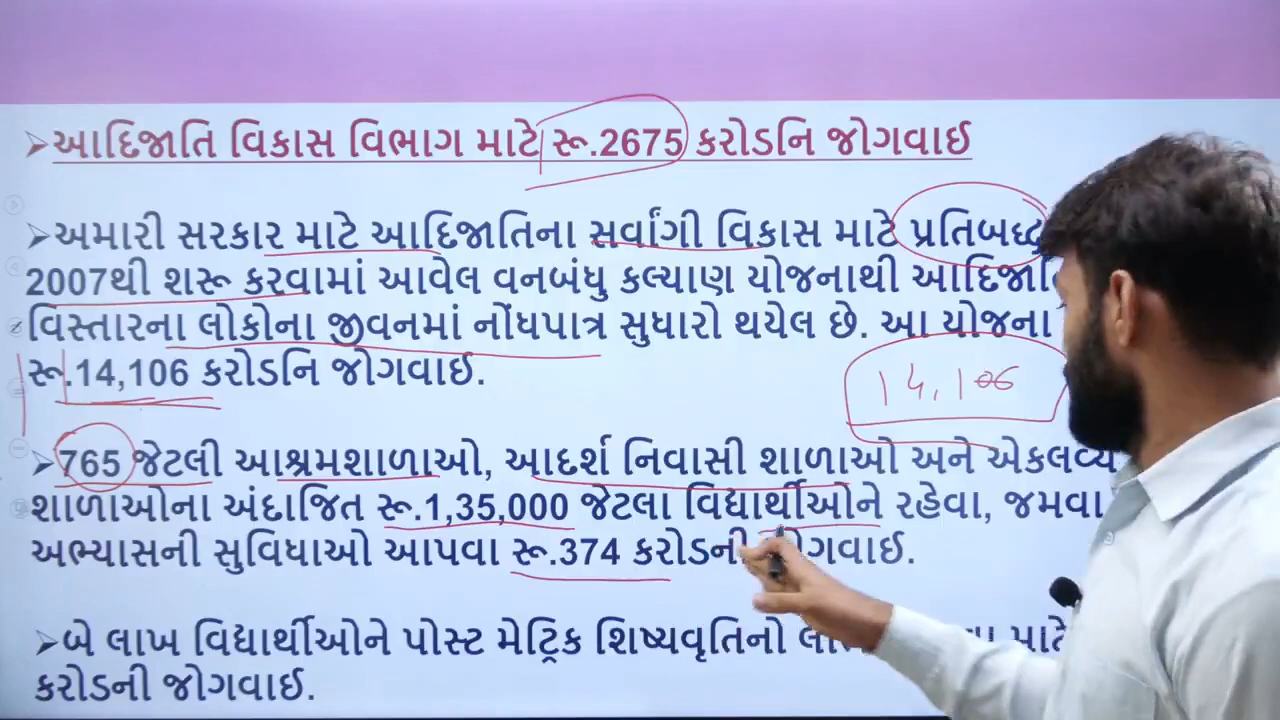 ➢આદિજાતિ વિકાસ વિભાગ માટે રૂ.2675 કરોડનિ જોગવાઈ
➢અમારી સરકાર માટે આદિજાતિના સર્વાંગી વિકાસ માટે પ્રતિબદ્ધ
2007થી શરૂ કરવામાં આવેલ વનબંધુ કલ્યાણ યોજનાથી
વિસ્તારના લોકોના જીવનમાં નોંધપાત્ર સુધારો થયેલ છે. આ યોજના
રૂ.14,106 કરોડનિ જોગવાઈ.
14,106
➢765 જેટલી આશ્રમશાળાઓ, આદર્શ નિવાસી શાળાઓ અને એકલવ્ય
શાળાઓના અંદાજિત રૂ.1,35,000 જેટલા વિદ્યાર્થીઓને રહેવા, જમવા
અભ્યાસની સુવિધાઓ આપવા રૂ.374 કરોડની જોગવાઈ.
➢બે લાખ વિદ્યાર્થીઓને પોસ્ટ મેટ્રિક શિષ્યવૃતિનો માટે
કરોડની જોગવાઈ.